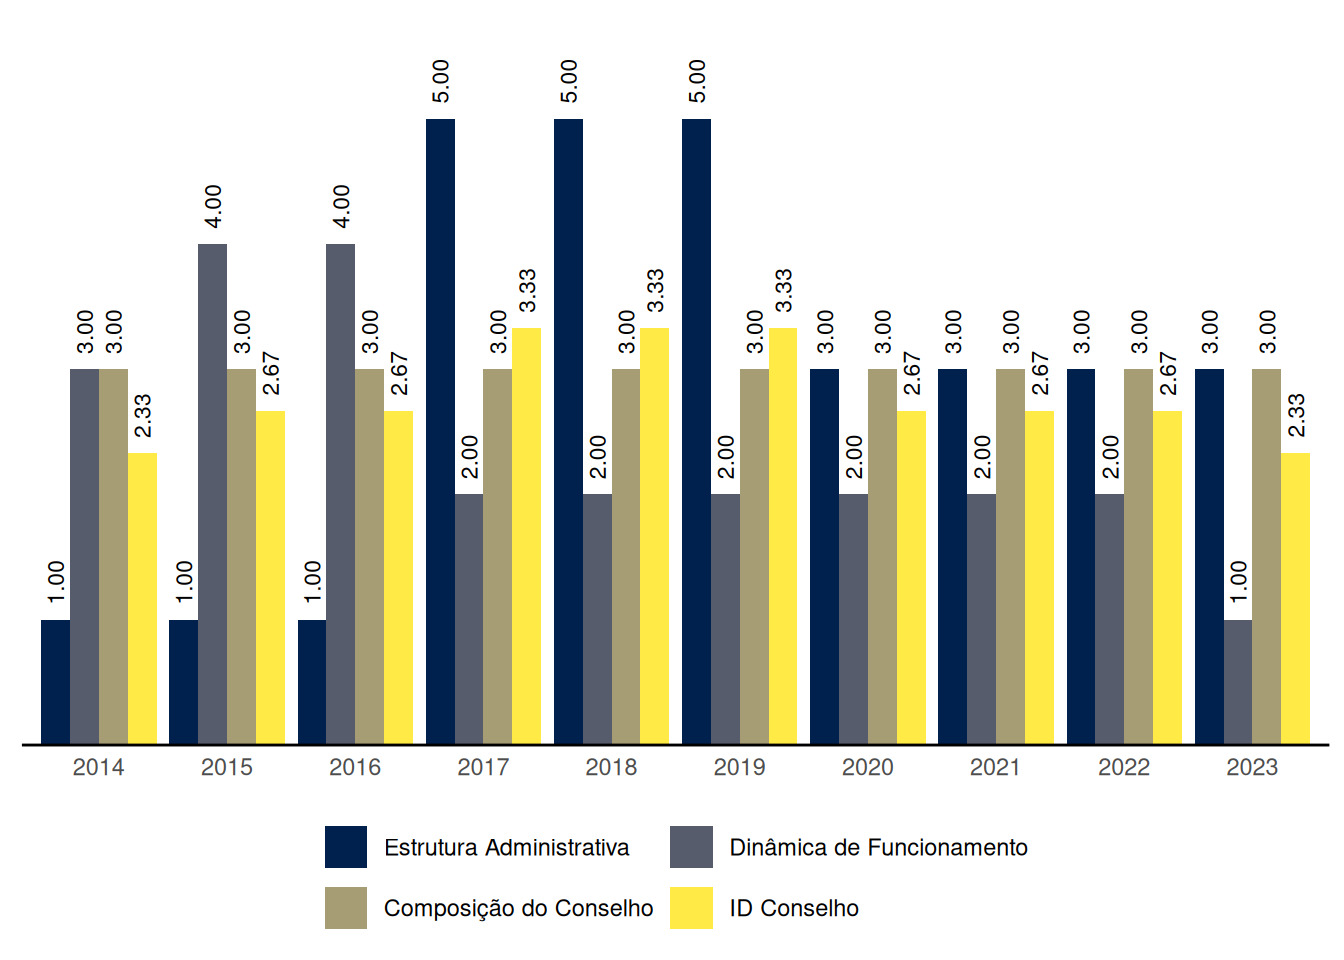 1.00 3.00 3.00 2.33
1.00 4.00 3.00 2.67
1.00 4.00 3.00 2.67
5.00 2.00 3.00 3.33
5.00 2.00 3.00 3.33
5.00 2.00 3.00 3.33
3.00 2.00 3.00 2.67
3.00 2.00 3.00 2.67
3.00 2.00 3.00 2.67
3.00 1.00 3.00 2.33
2014 2015 2016 2017 2018 2019 2020 2021 2022 2023
Estrutura Administrativa Dinâmica de Funcionamento
Composição do Conselho ID Conselho